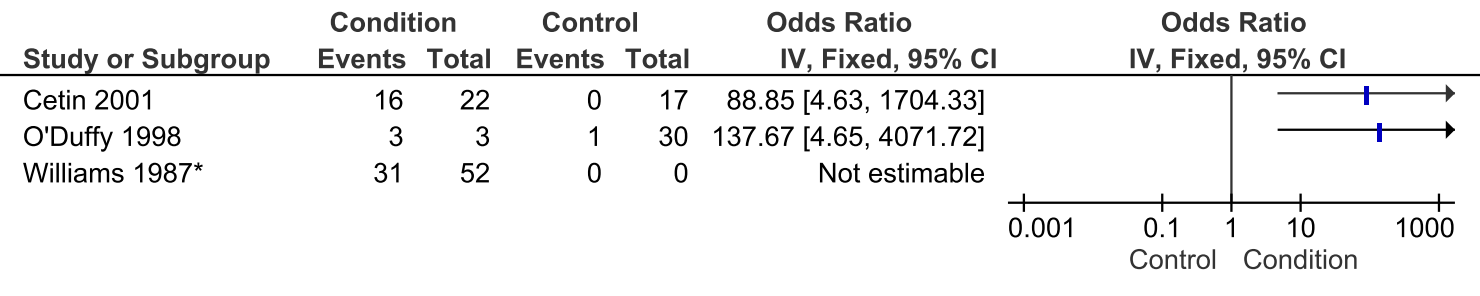 Condition Control Odds Ratio Odds Ratio
Study or Subgroup Events Total Events Total IV, Fixed, 95% CI IV, Fixed, 95% CI
Cetin 2001 16 22 0 17 88.85 [4.63, 1704.33]
O'Duffy 1998 3 3 1 30 137.67 [4.65, 4071.72]
Williams 1987* 31 52 0 0 Not estimable
0.001 0.1 1 10 1000
Control Condition